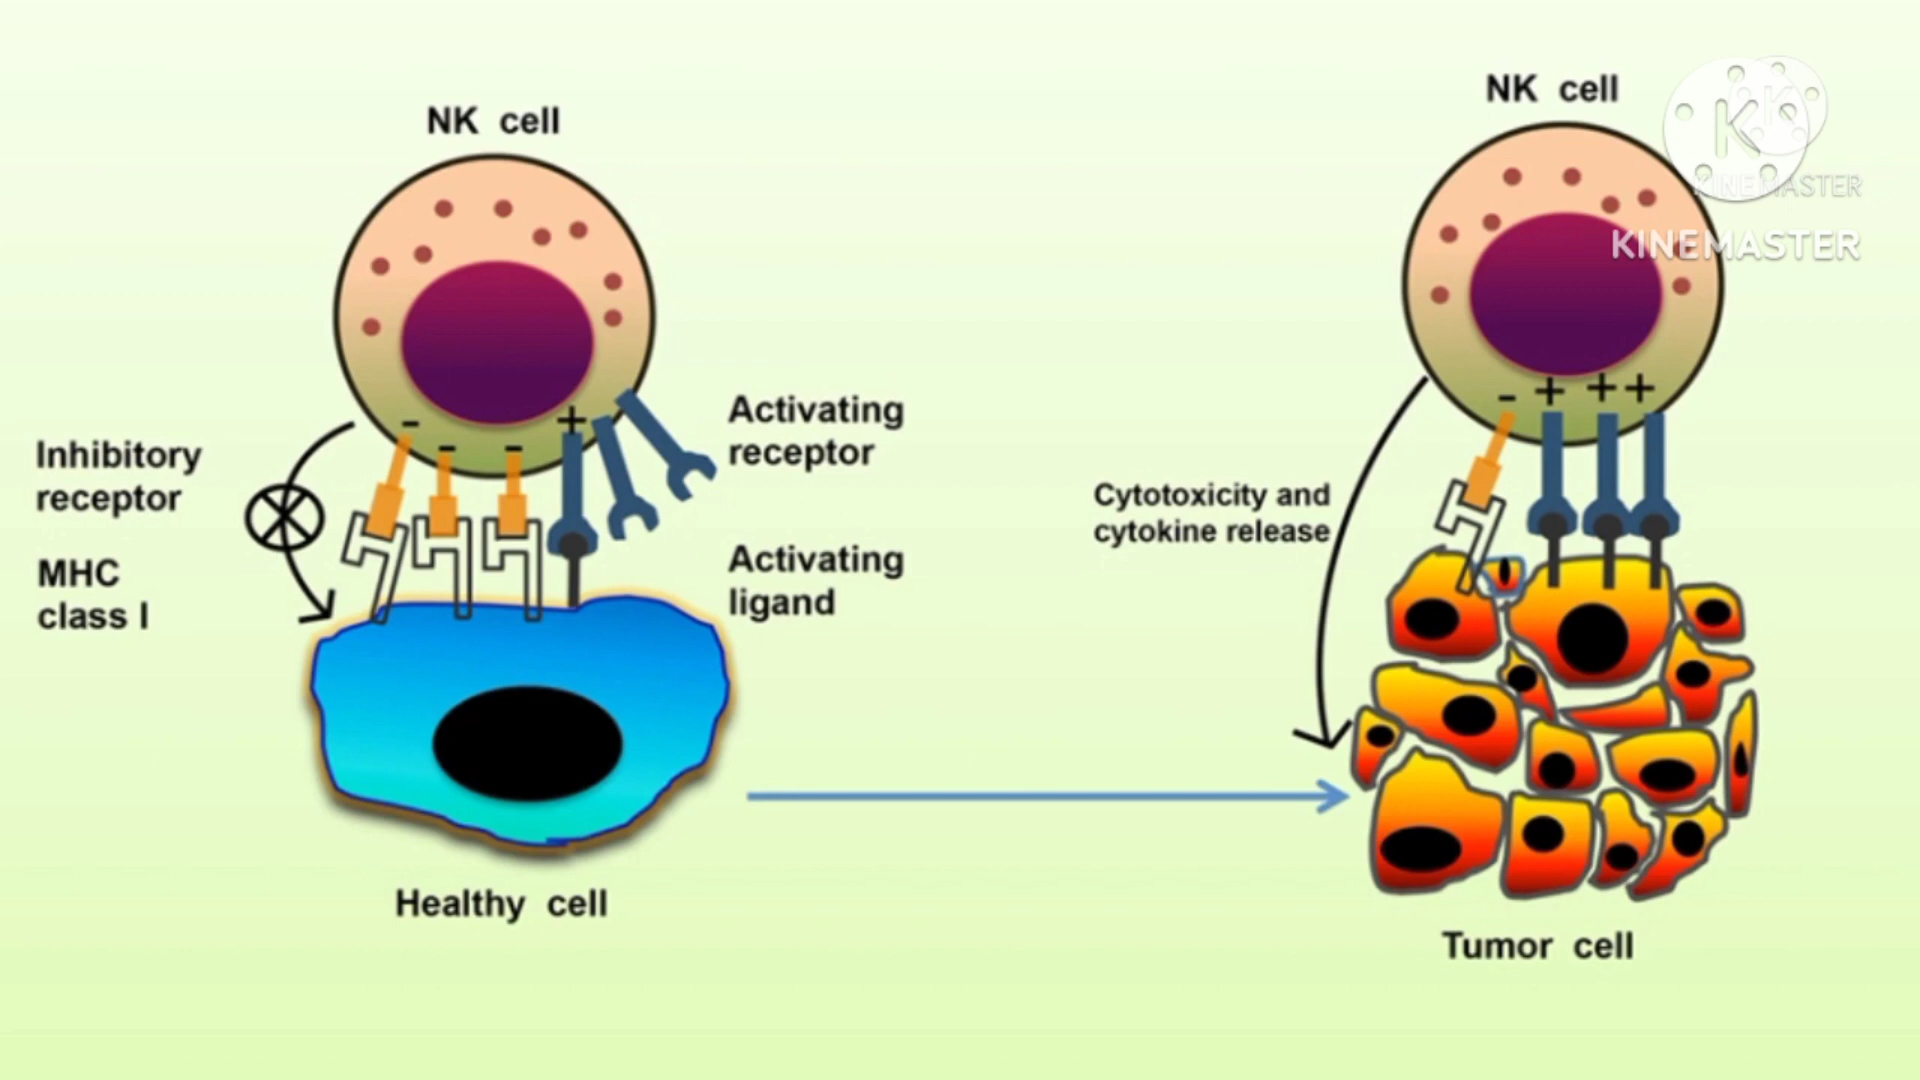 NK cell
NK cell
KINEMASTER
KINEMASTER
Activating
receptor
Inhibitory
receptor
Cytotoxicity and
cytokine release
MHC
class I
Activating
ligand
Healthy cell
Tumor cell
- - - +
- + + +
K
K